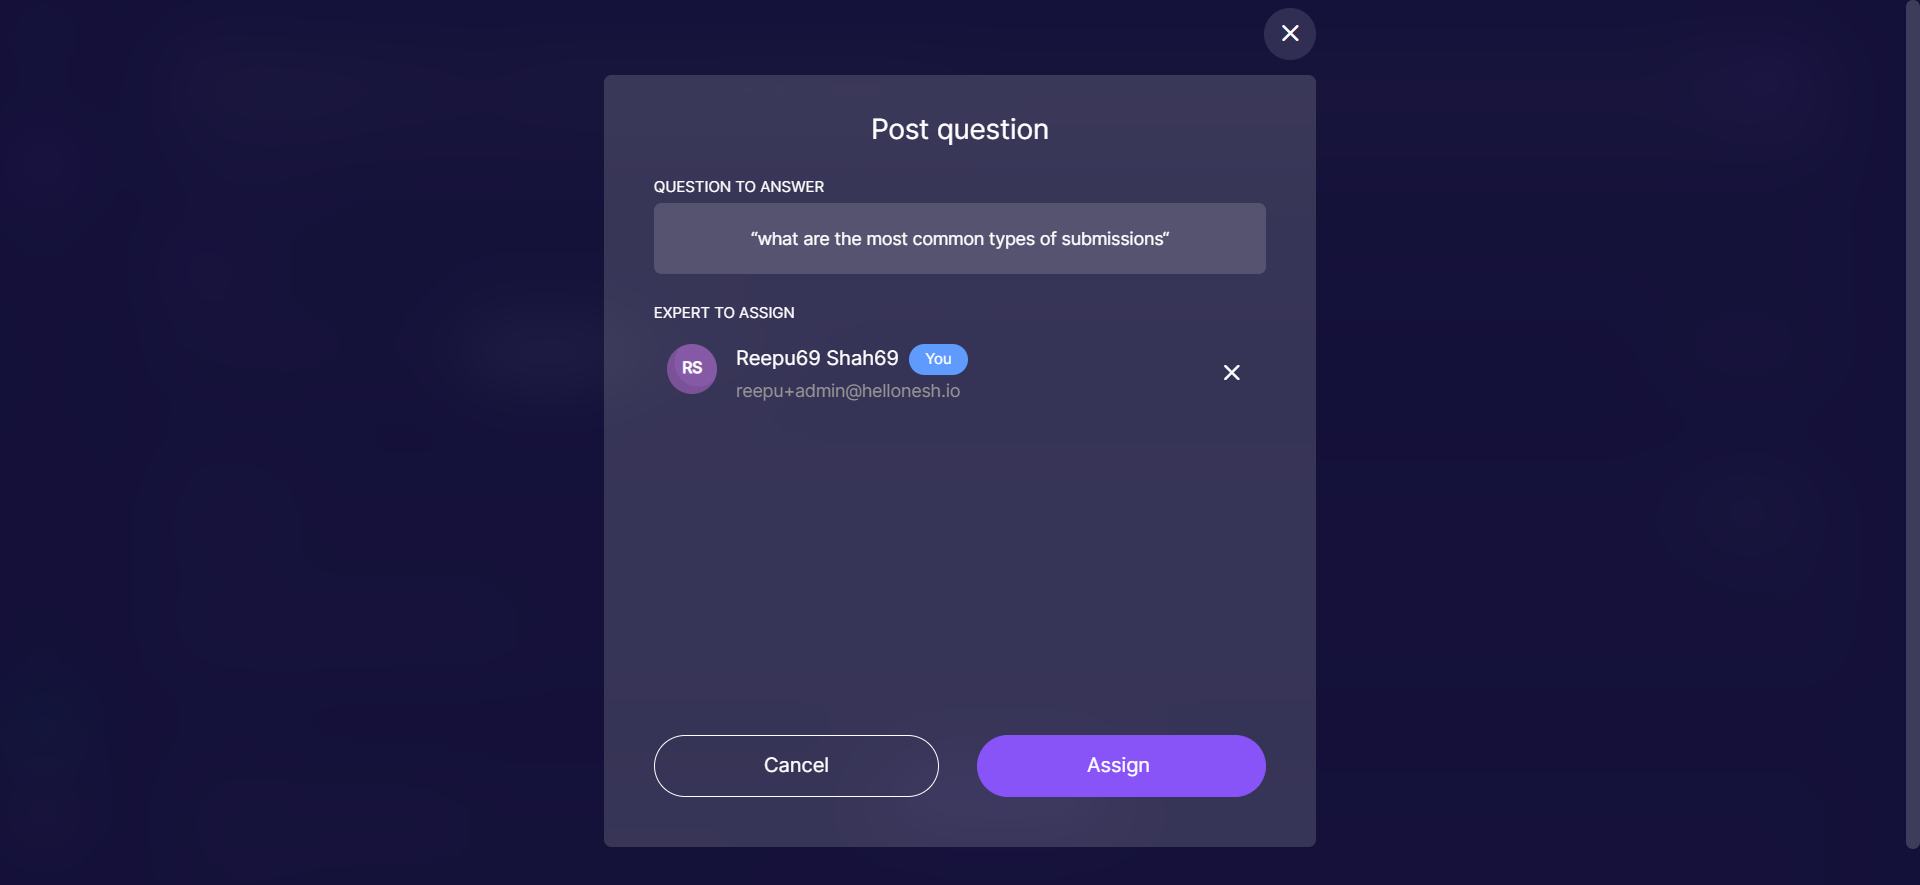 Post question
QUESTION TO ANSWER
“what are the most common types of submissions“
EXPERT TO ASSIGN
RS
Reepu69 Shah69 You
reepu+admin@hellonesh.io
Cancel
Assign